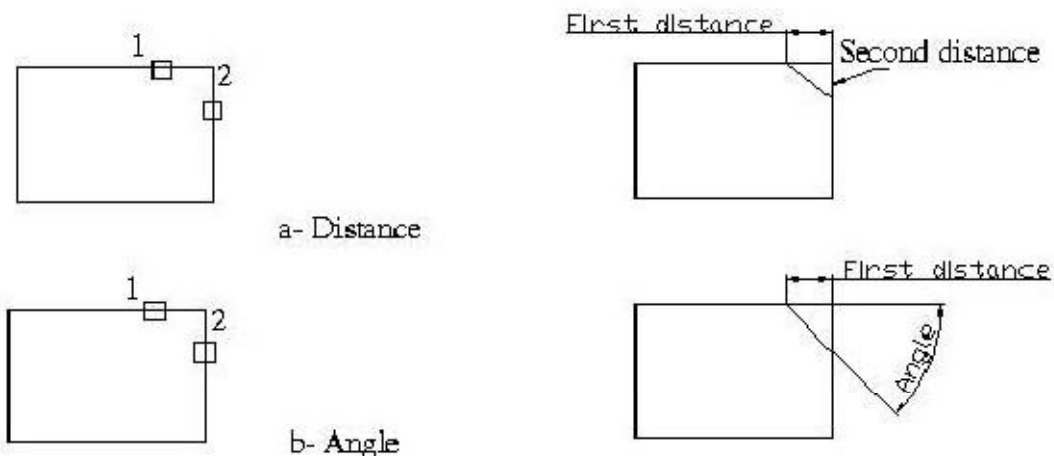 First distance
1
2
Second distance
a- Distance
1
2
First distance
Angle
b- Angle